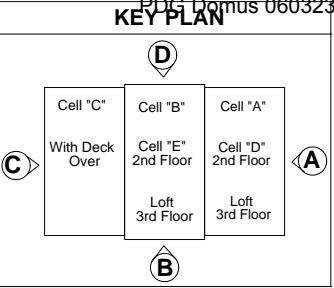 PDG Domus 060323
KEY PLAN
D
Cell "C"
With Deck
Over
Cell "B"
Cell "E"
2nd Floor
Loft
3rd Floor
Cell "A"
Cell "D"
2nd Floor
Loft
3rd Floor
C
A
B